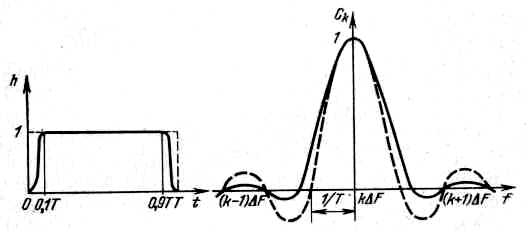 h
1
0 0,1T 0,9T T t
C_k
1
(k-1)ΔF 1/T kΔF (k+1)ΔF f